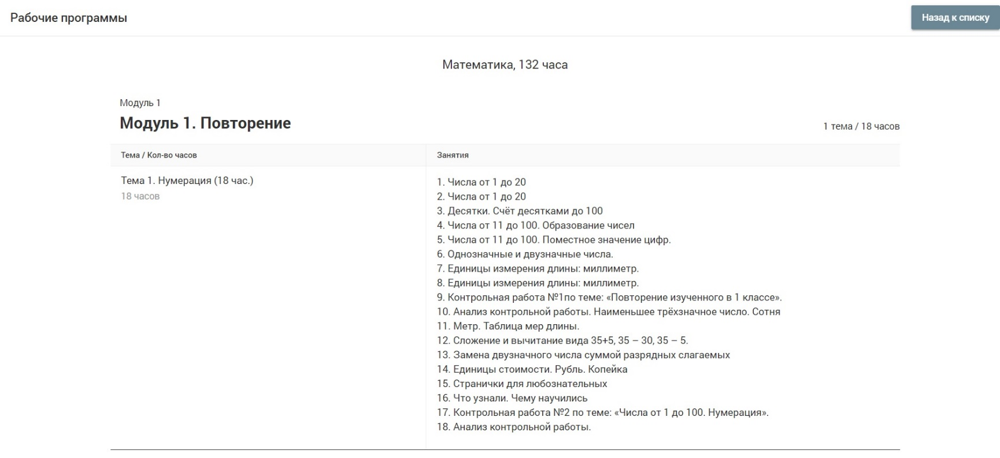 Рабочие программы
Назад к списку
Математика, 132 часа
Модуль 1
Модуль 1. Повторение
1 тема / 18 часов
Тема / Кол-во часов
Занятия
Тема 1. Нумерация (18 час.)
18 часов
1. Числа от 1 до 20
2. Числа от 1 до 20
3. Десятки. Счёт десятками до 100
4. Числа от 11 до 100. Образование чисел
5. Числа от 11 до 100. Поместное значение цифр.
6. Однозначные и двузначные числа.
7. Единицы измерения длины: миллиметр.
8. Единицы измерения длины: миллиметр.
9. Контрольная работа №1по теме: «Повторение изученного в 1 классе».
10. Анализ контрольной работы. Наименьшее трёхзначное число. Сотня
11. Метр. Таблица мер длины.
12. Сложение и вычитание вида 35+5, 35 – 30, 35 – 5.
13. Замена двузначного числа суммой разрядных слагаемых
14. Единицы стоимости. Рубль. Копейка
15. Странички для любознательных
16. Что узнали. Чему научились
17. Контрольная работа №2 по теме: «Числа от 1 до 100. Нумерация».
18. Анализ контрольной работы.